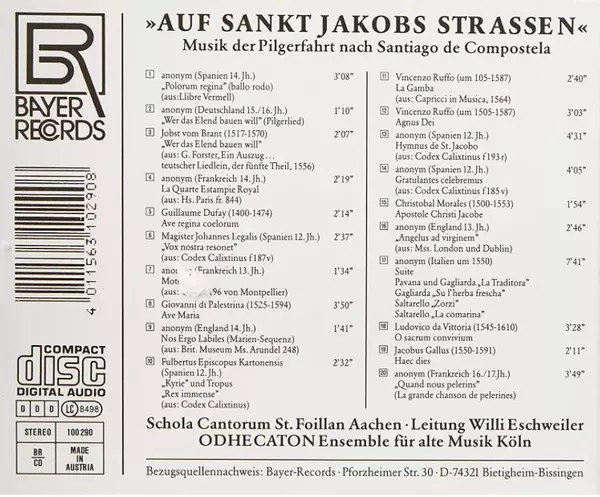 »AUF SANKT JAKOBS STRASSEN«
Musik der Pilgerfahrt nach Santiago de Compostela
BAYER
RECORDS
4 011563 102908
COMPACT
disc
DIGITAL AUDIO
D D D LC 8498
STEREO 100 290
BR
CD
MADE
IN
AUSTRIA
1 anonym (Spanien 14. Jh.) 3'08"
„Polorum regina" (ballo rodo)
(aus: Llibre Vermell)
2 anonym (Deutschland 15./16. Jh.) 1'10"
„Wer das Elend bauen will" (Pilgerlied)
3 Jobst vom Brant (1517-1570) 2'07"
„Wer das Elend bauen will"
(aus: G. Forster, Ein Auszug...
teutscher Liedlein, der fünfte Theil, 1556)
4 anonym (Frankreich 14. Jh.) 2'19"
La Quarte Estampie Royal
(aus: Hs. Paris fr. 844)
5 Guillaume Dufay (1400-1474) 2'14"
Ave regina coelorum
6 Magister Johannes Legalis (Spanien 12. Jh.) 2'37"
„Vox nostra resonet"
(aus: Codex Calixtinus f 187v)
7 (Frankreich 13. Jh.) 1'34"
196 von Montpellier)
8 Giovanni di Palestrina (1525-1594) 3'50"
Ave Maria
9 anonym (England 14. Jh.) 1'41"
Nos Ergo Labiles (Marien-Sequenz)
(aus: Brit. Museum Ms. Arundel 248)
10 Fulbertus Episcopus Kartonensis 2'32"
(Spanien 12. Jh.)
„Kyrie" und Tropus
„Rex immense"
(aus: Codex Calixtinus)
11 Vincenzo Ruffo (um 105-1587) 2'40"
La Gamba
(aus: Capricci in Musica, 1564)
12 Vincenzo Ruffo (um 1505-1587) 3'03"
Agnus Dei
13 anonym (Spanien 12. Jh.) 4'31"
Hymnus de St. Jacobo
(aus: Codex Calixtinus f 193 r)
14 anonym (Spanien 12. Jh.) 4'05"
Gratulantes celebremus
(aus: Codex Calixtinus f 185 v)
15 Christobal Morales (1500-1553) 1'54"
Apostole Christi Jacobe
16 anonym (England 13. Jh.) 2'46"
„Angelus ad virginem"
(aus: Mss. London und Dublin)
17 anonym (Italien um 1550) 7'41"
Suite
Pavana und Gagliarda „La Traditora"
Gagliarda „Su l'herba frescha"
Saltarello „Zorzi"
Saltarello „La comarina"
18 Ludovico da Vittoria (1545-1610) 3'28"
O sacrum convivium
19 Jacobus Gallus (1550-1591) 2'11"
Haec dies
20 anonym (Frankreich 16./17. Jh.) 3'49"
„Quand nous pelerins"
(La grande chanson de pelerines)
Schola Cantorum St. Foillan Aachen · Leitung Willi Eschweiler
ODHECATON Ensemble für alte Musik Köln
Bezugsquellennachweis: Bayer-Records · Pforzheimer Str. 30 · D-74321 Bietigheim-Bissingen